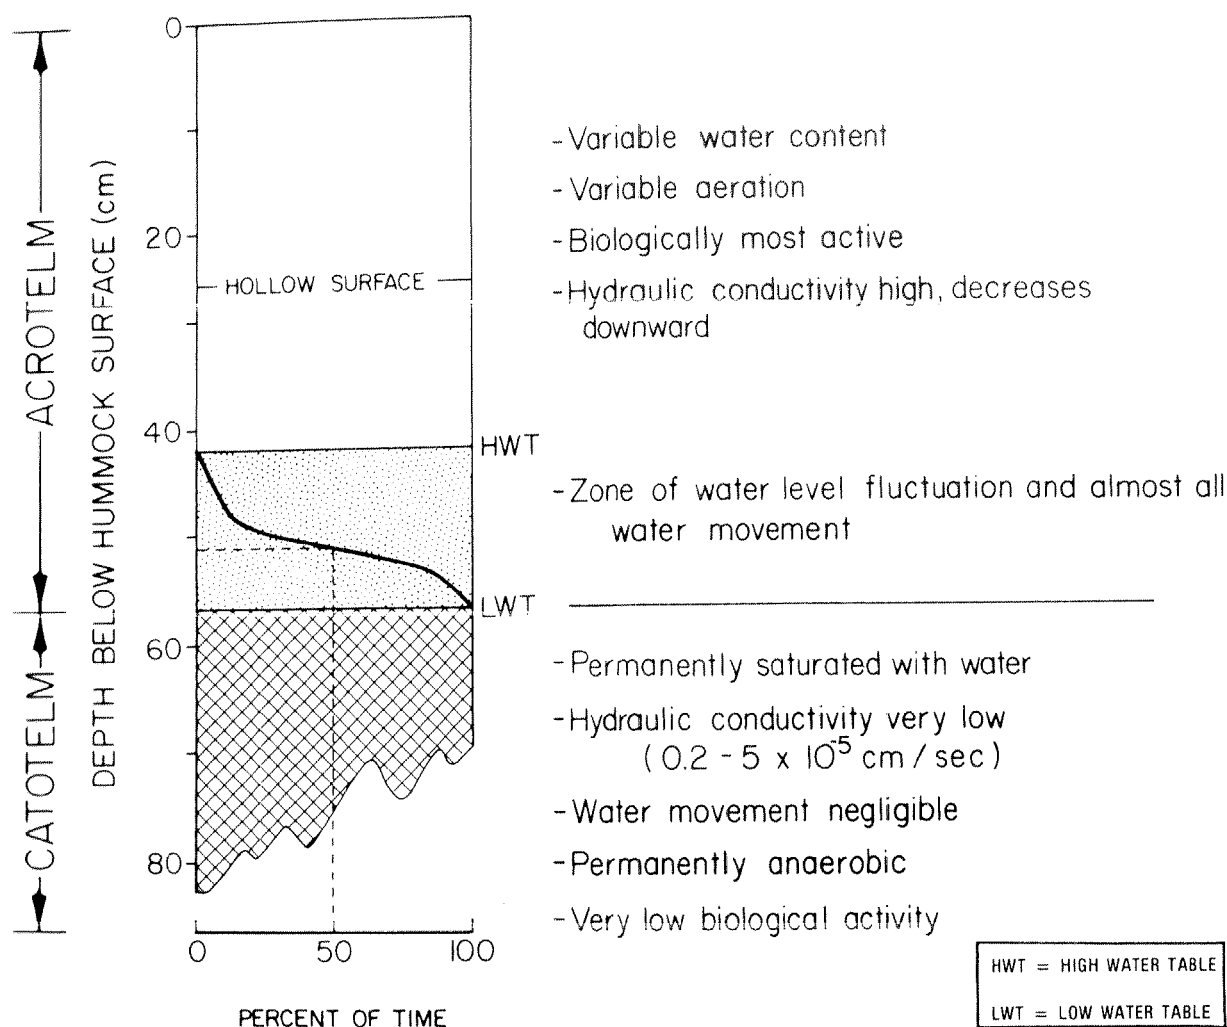 ACROTELM
CATOTELM
DEPTH BELOW HUMMOCK SURFACE (cm)
0
20
40
60
80
HOLLOW SURFACE
HWT
LWT
-Variable water content
-Variable aeration
-Biologically most active
-Hydraulic conductivity high, decreases
downward
-Zone of water level fluctuation and almost all
water movement
-Permanently saturated with water
-Hydraulic conductivity very low
(0.2 - 5 x 10⁻⁵ cm / sec)
-Water movement negligible
-Permanently anaerobic
-Very low biological activity
0 50 100
PERCENT OF TIME
HWT = HIGH WATER TABLE
LWT = LOW WATER TABLE